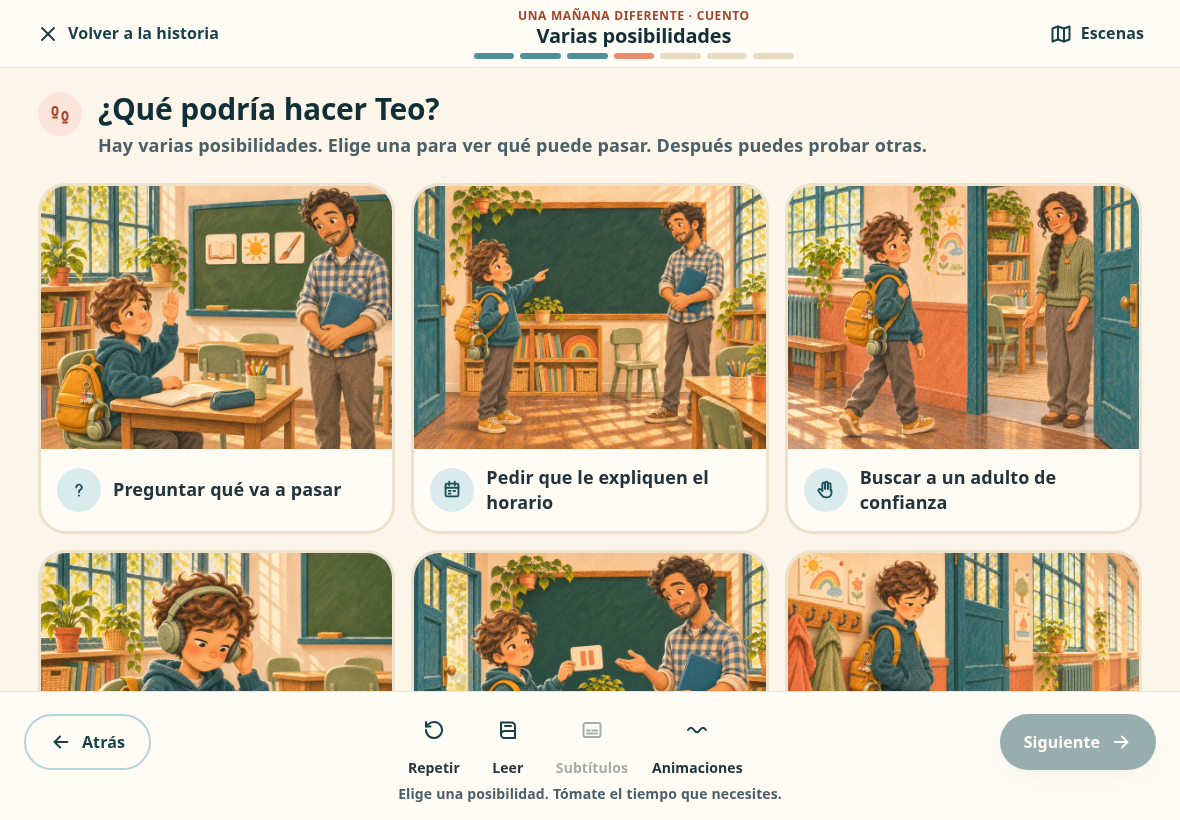 Volver a la historia
UNA MAÑANA DIFERENTE · CUENTO
Varias posibilidades
Escenas
¿Qué podría hacer Teo?
Hay varias posibilidades. Elige una para ver qué puede pasar. Después puedes probar otras.
?
Preguntar qué va a pasar
Pedir que le expliquen el
horario
Buscar a un adulto de
confianza
Atrás
Repetir
Leer
Subtítulos
Animaciones
Siguiente
Elige una posibilidad. Tómate el tiempo que necesites.